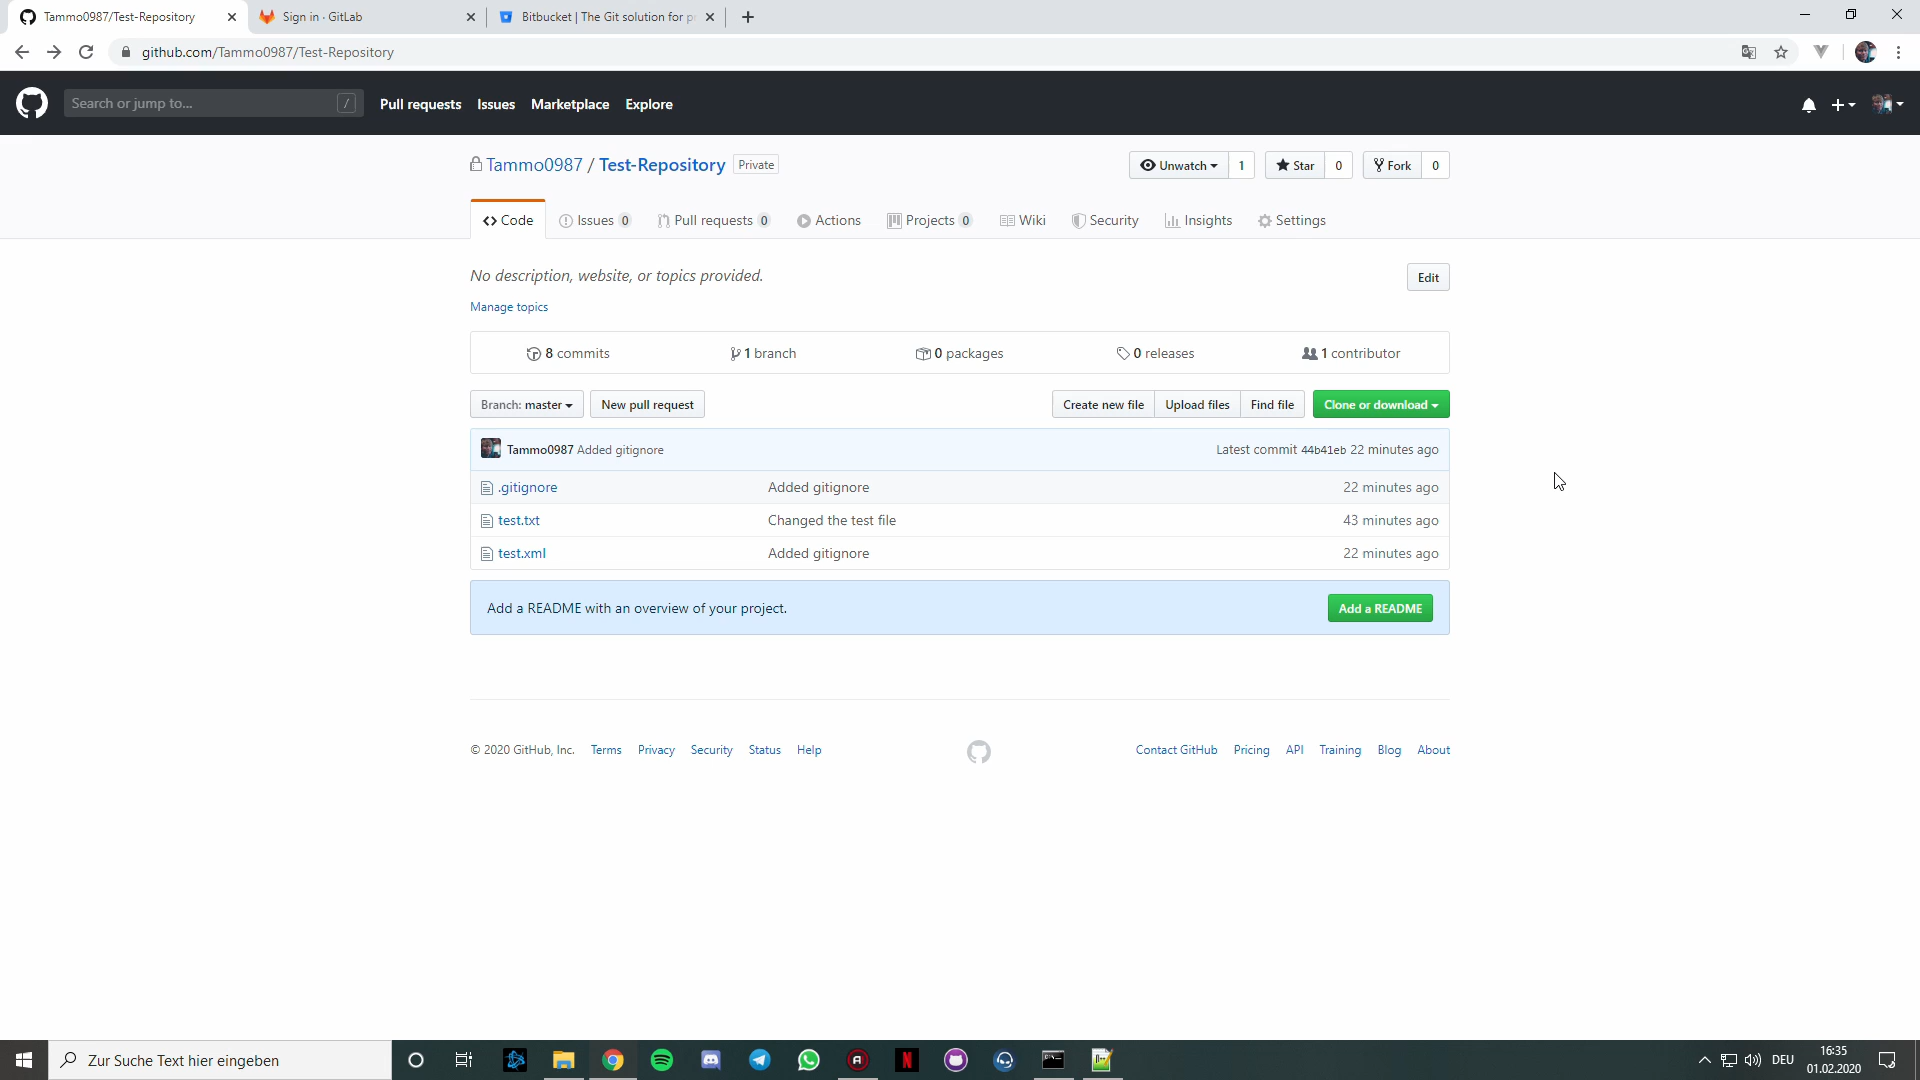 Tammo0987/Test-Repository
Sign in · GitLab
Bitbucket | The Git solution for p
github.com/Tammo0987/Test-Repository
Search or jump to... /
Pull requests Issues Marketplace Explore
Tammo0987 / Test-Repository Private
Unwatch 1 Star 0 Fork 0
Code Issues 0 Pull requests 0 Actions Projects 0 Wiki Security Insights Settings
No description, website, or topics provided.
Edit
Manage topics
8 commits 1 branch 0 packages 0 releases 1 contributor
Branch: master New pull request Create new file Upload files Find file Clone or download
Tammo0987 Added gitignore Latest commit 44b41eb 22 minutes ago
.gitignore Added gitignore 22 minutes ago
test.txt Changed the test file 43 minutes ago
test.xml Added gitignore 22 minutes ago
Add a README with an overview of your project. Add a README
© 2020 GitHub, Inc. Terms Privacy Security Status Help Contact GitHub Pricing API Training Blog About
Zur Suche Text hier eingeben
DEU
16:35
01.02.2020